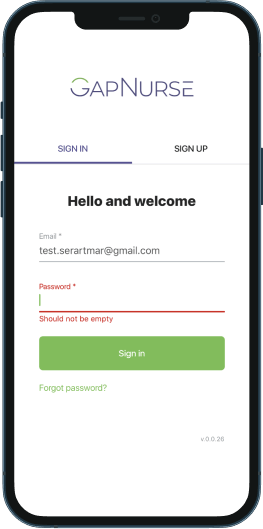 GAPNURSE
SIGN IN SIGN UP
Hello and welcome
Email *
test.serartmar@gmail.com
Password *
Should not be empty
Sign in
Forgot password?
v.0.0.26